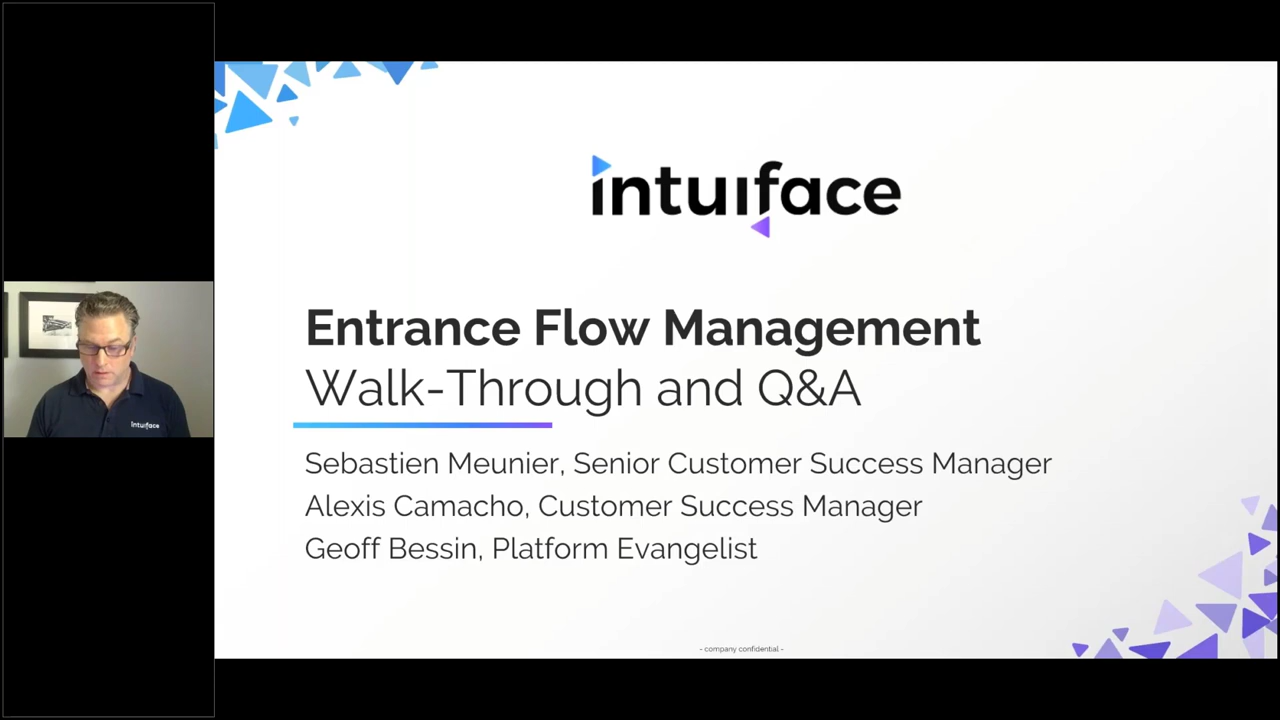 intuiface
Entrance Flow Management
Walk-Through and Q&A
Sebastien Meunier, Senior Customer Success Manager
Alexis Camacho, Customer Success Manager
Geoff Bessin, Platform Evangelist
intuiface
- company confidential -